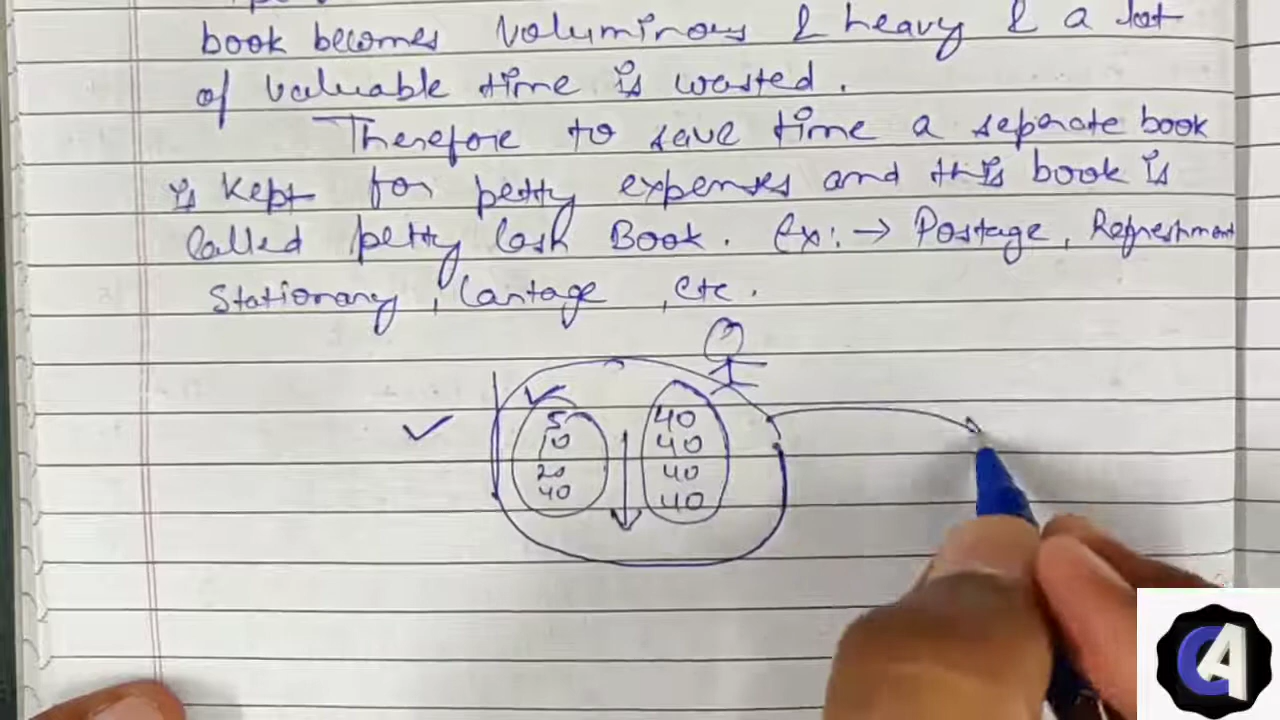 book becomes voluminous & heavy & a lot
of valuable time is wasted.
Therefore to save time a seperate book
is kept for petty expenses and this book is
called petty Cash Book. Ex:→ Postage, Refreshment
Stationary, Cartage, etc.
5 40
10 40
20 40
40 40
CA